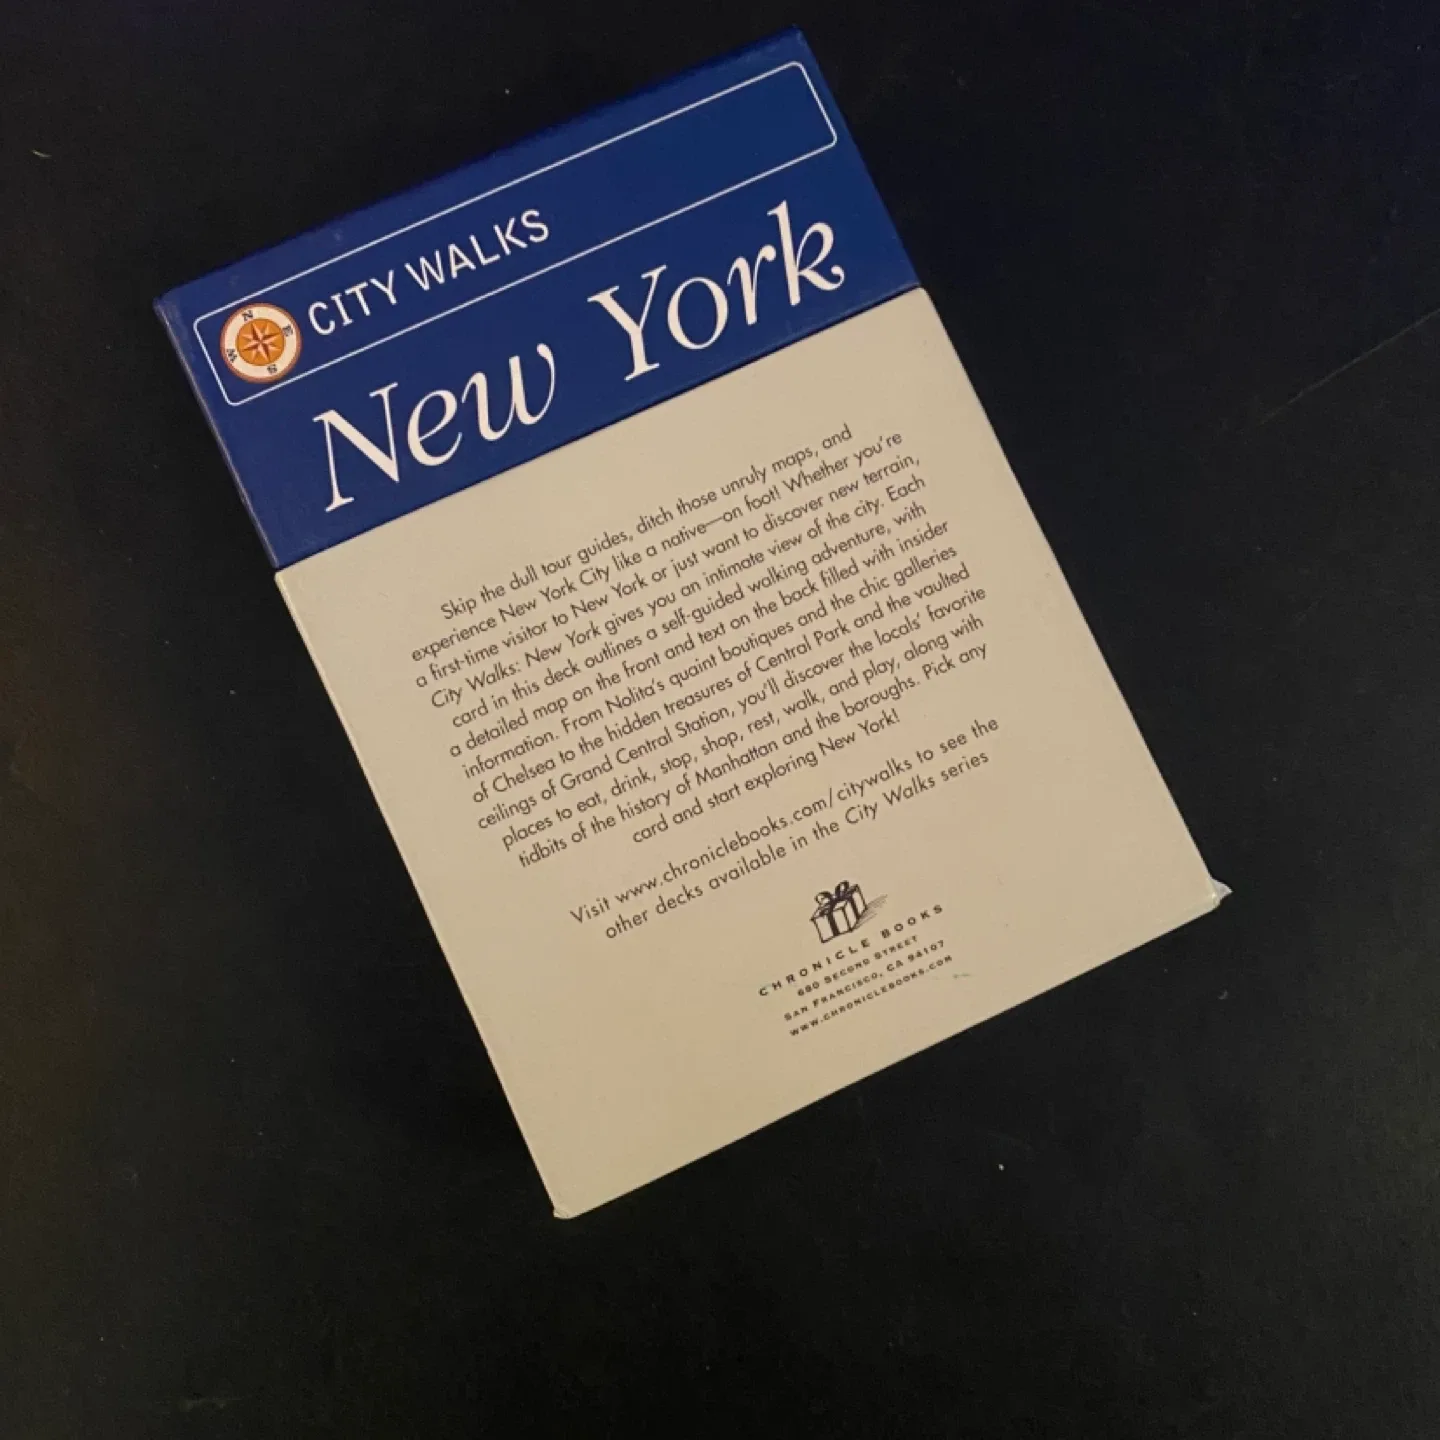 CITY WALKS
N
E
W
S
New York
Skip the dull tour guides, ditch those unruly maps, and
experience New York City like a native—on foot! Whether you're
a first-time visitor to New York or just want to discover new terrain,
City Walks: New York gives you an intimate view of the city. Each
card in this deck outlines a self-guided walking adventure, with
a detailed map on the front and text on the back filled with insider
information. From Nolita's quaint boutiques and the chic galleries
of Chelsea to the hidden treasures of Central Park and the vaulted
ceilings of Grand Central Station, you'll discover the locals' favorite
places to eat, drink, stop, shop, rest, walk, and play, along with
tidbits of the history of Manhattan and the boroughs. Pick any
card and start exploring New York!
Visit www.chroniclebooks.com/citywalks to see the
other decks available in the City Walks series
CHRONICLE BOOKS
680 SECOND STREET
SAN FRANCISCO, CA 94107
WWW.CHRONICLEBOOKS.COM